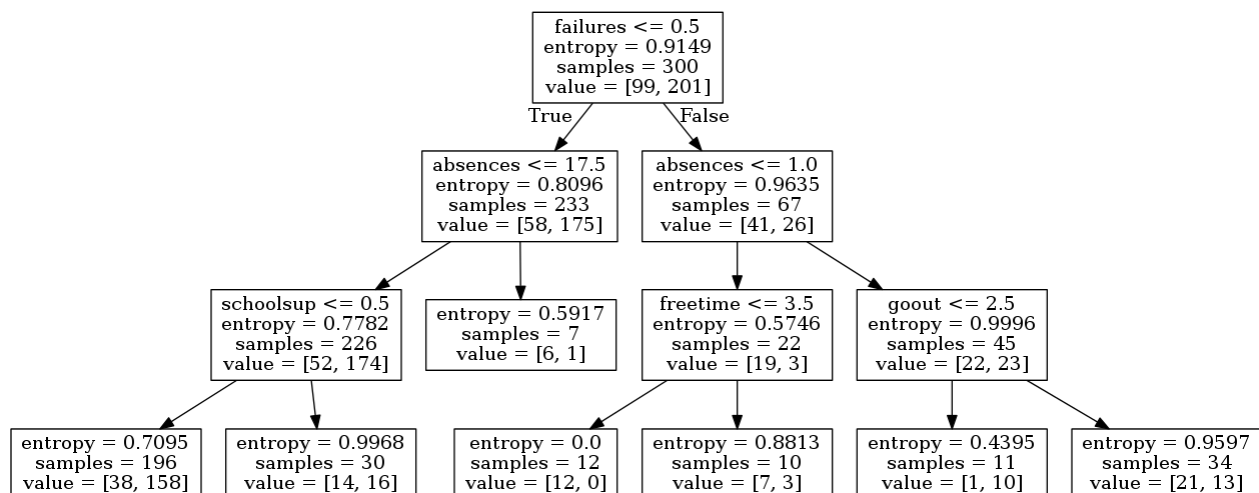 failures <= 0.5
entropy = 0.9149
samples = 300
value = [99, 201]
True
False
absences <= 17.5
entropy = 0.8096
samples = 233
value = [58, 175]
absences <= 1.0
entropy = 0.9635
samples = 67
value = [41, 26]
schoolsup <= 0.5
entropy = 0.7782
samples = 226
value = [52, 174]
entropy = 0.5917
samples = 7
value = [6, 1]
freetime <= 3.5
entropy = 0.5746
samples = 22
value = [19, 3]
goout <= 2.5
entropy = 0.9996
samples = 45
value = [22, 23]
entropy = 0.7095
samples = 196
value = [38, 158]
entropy = 0.9968
samples = 30
value = [14, 16]
entropy = 0.0
samples = 12
value = [12, 0]
entropy = 0.8813
samples = 10
value = [7, 3]
entropy = 0.4395
samples = 11
value = [1, 10]
entropy = 0.9597
samples = 34
value = [21, 13]